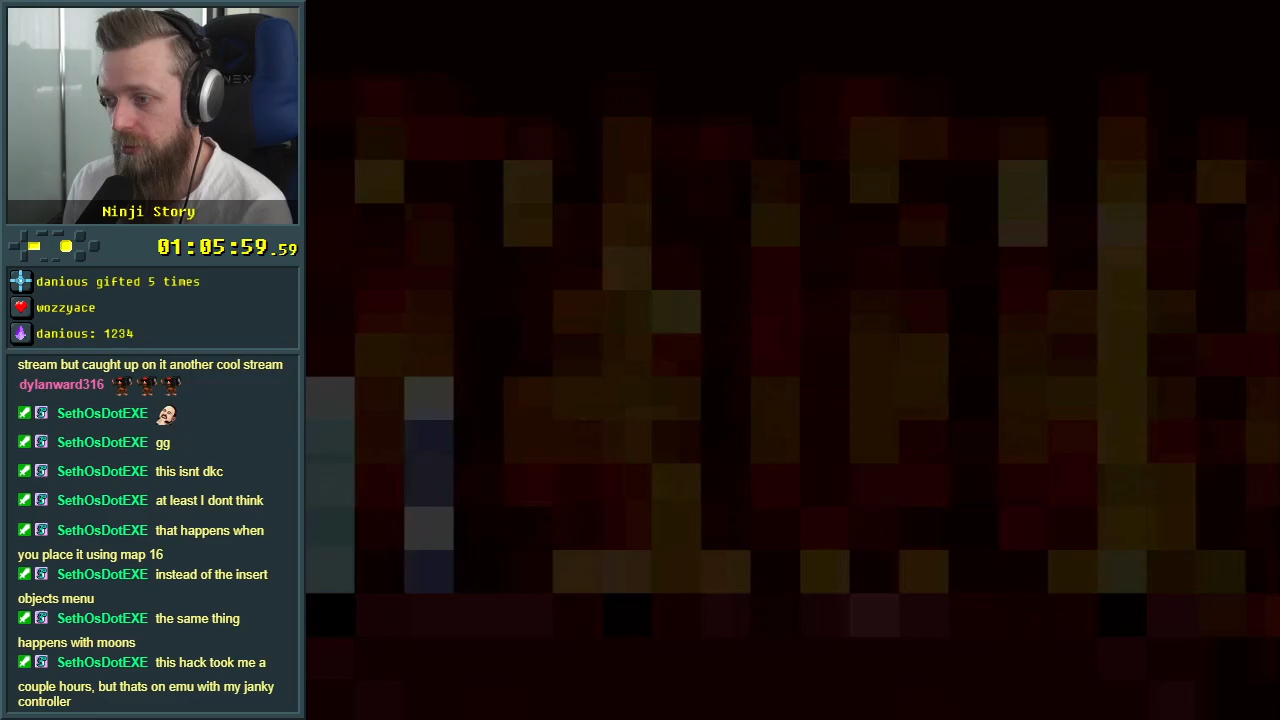 NEX
Ninji Story
01:05:59.59
danious gifted 5 times
wozzyace
danious: 1234
stream but caught up on it another cool stream
dylanward316
SethOsDotEXE
SethOsDotEXE gg
SethOsDotEXE this isnt dkc
SethOsDotEXE at least I dont think
SethOsDotEXE that happens when
you place it using map 16
SethOsDotEXE instead of the insert
objects menu
SethOsDotEXE the same thing
happens with moons
SethOsDotEXE this hack took me a
couple hours, but thats on emu with my janky
controller